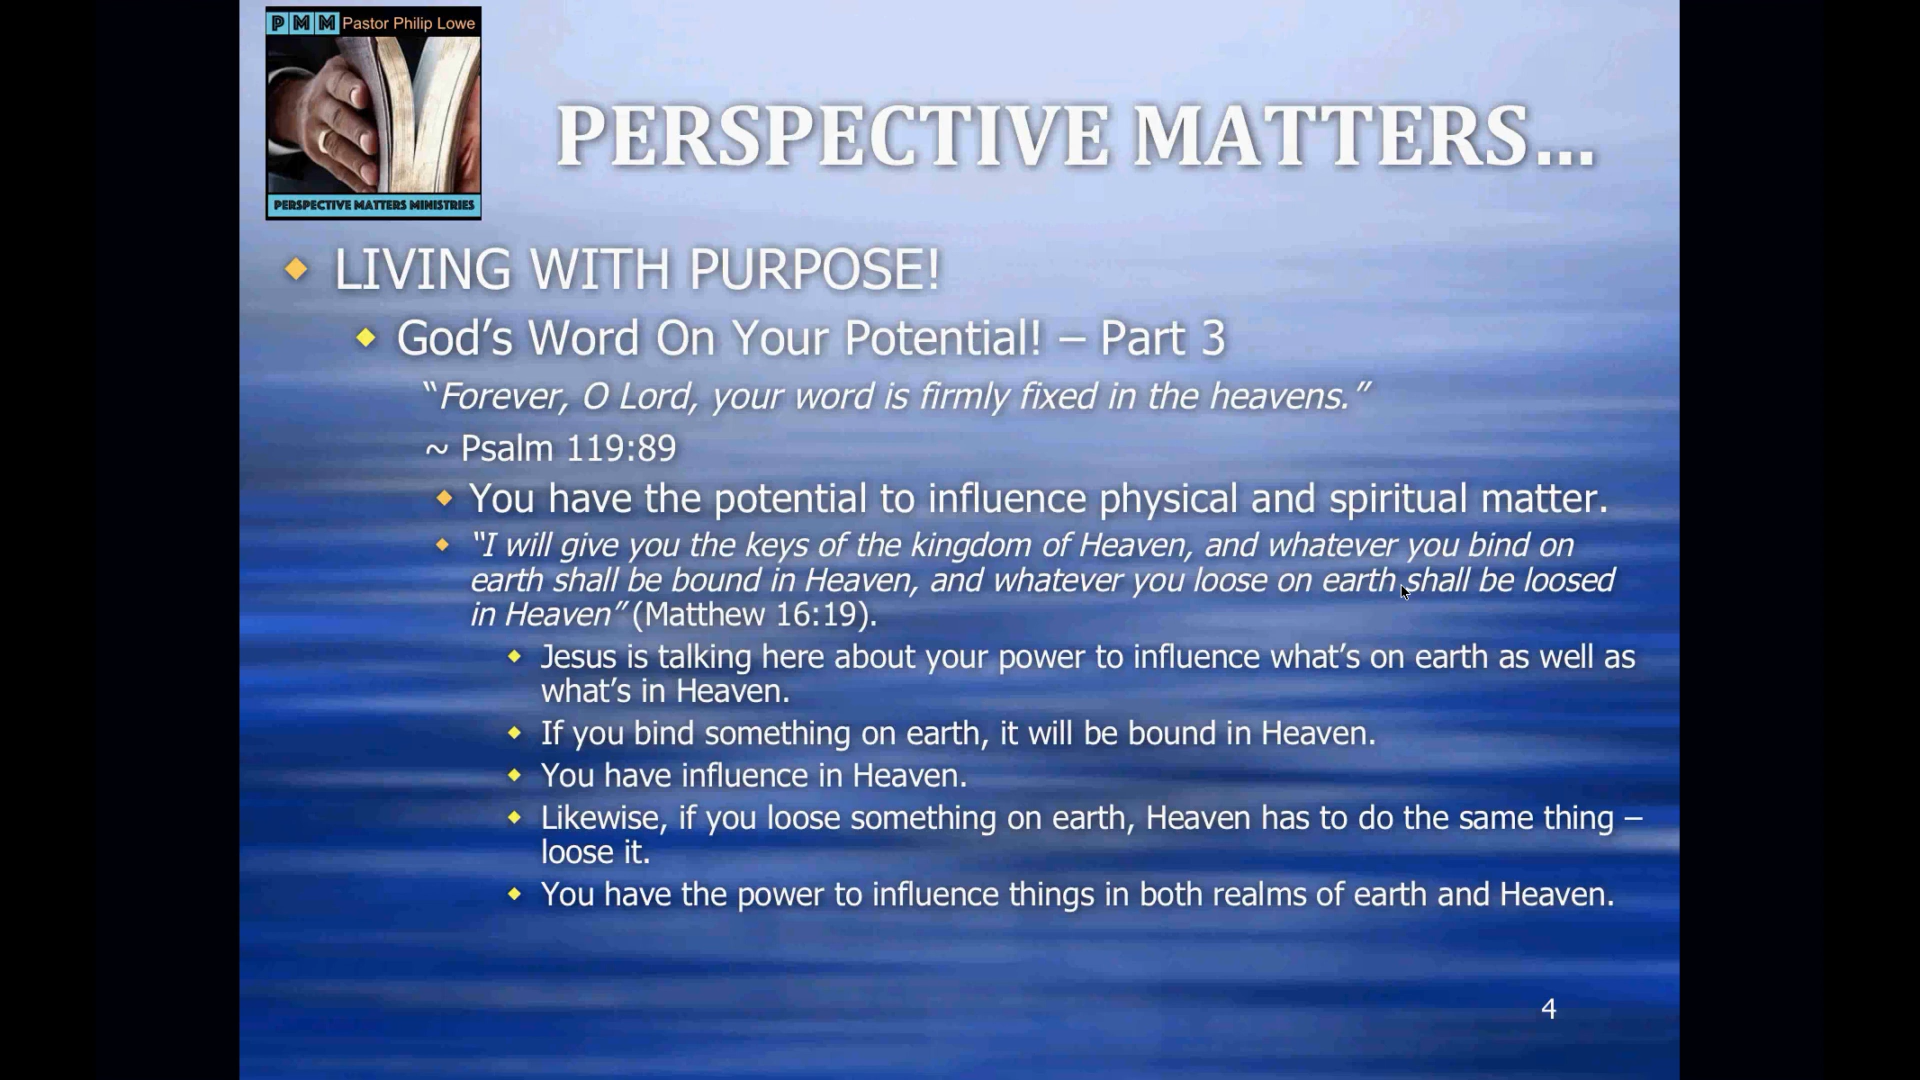 PMM Pastor Philip Lowe
PERSPECTIVE MATTERS MINISTRIES
PERSPECTIVE MATTERS...
LIVING WITH PURPOSE!
God’s Word On Your Potential! – Part 3
“Forever, O Lord, your word is firmly fixed in the heavens.”
~ Psalm 119:89
You have the potential to influence physical and spiritual matter.
“I will give you the keys of the kingdom of Heaven, and whatever you bind on
earth shall be bound in Heaven, and whatever you loose on earth shall be loosed
in Heaven” (Matthew 16:19).
Jesus is talking here about your power to influence what’s on earth as well as
what’s in Heaven.
If you bind something on earth, it will be bound in Heaven.
You have influence in Heaven.
Likewise, if you loose something on earth, Heaven has to do the same thing –
loose it.
You have the power to influence things in both realms of earth and Heaven.
4